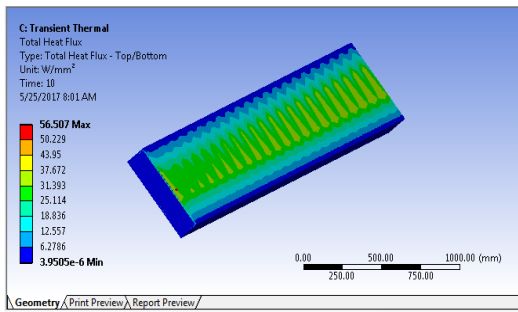 C: Transient Thermal
Total Heat Flux
Type: Total Heat Flux - Top/Bottom
Unit: W/mm²
Time: 10
5/25/2017 8:01 AM
56.507 Max
50.229
43.95
37.672
31.393
25.114
18.836
12.557
6.2786
3.9505e-6 Min
0.00 500.00 1000.00 (mm)
250.00 750.00
Geometry Print Preview Report Preview